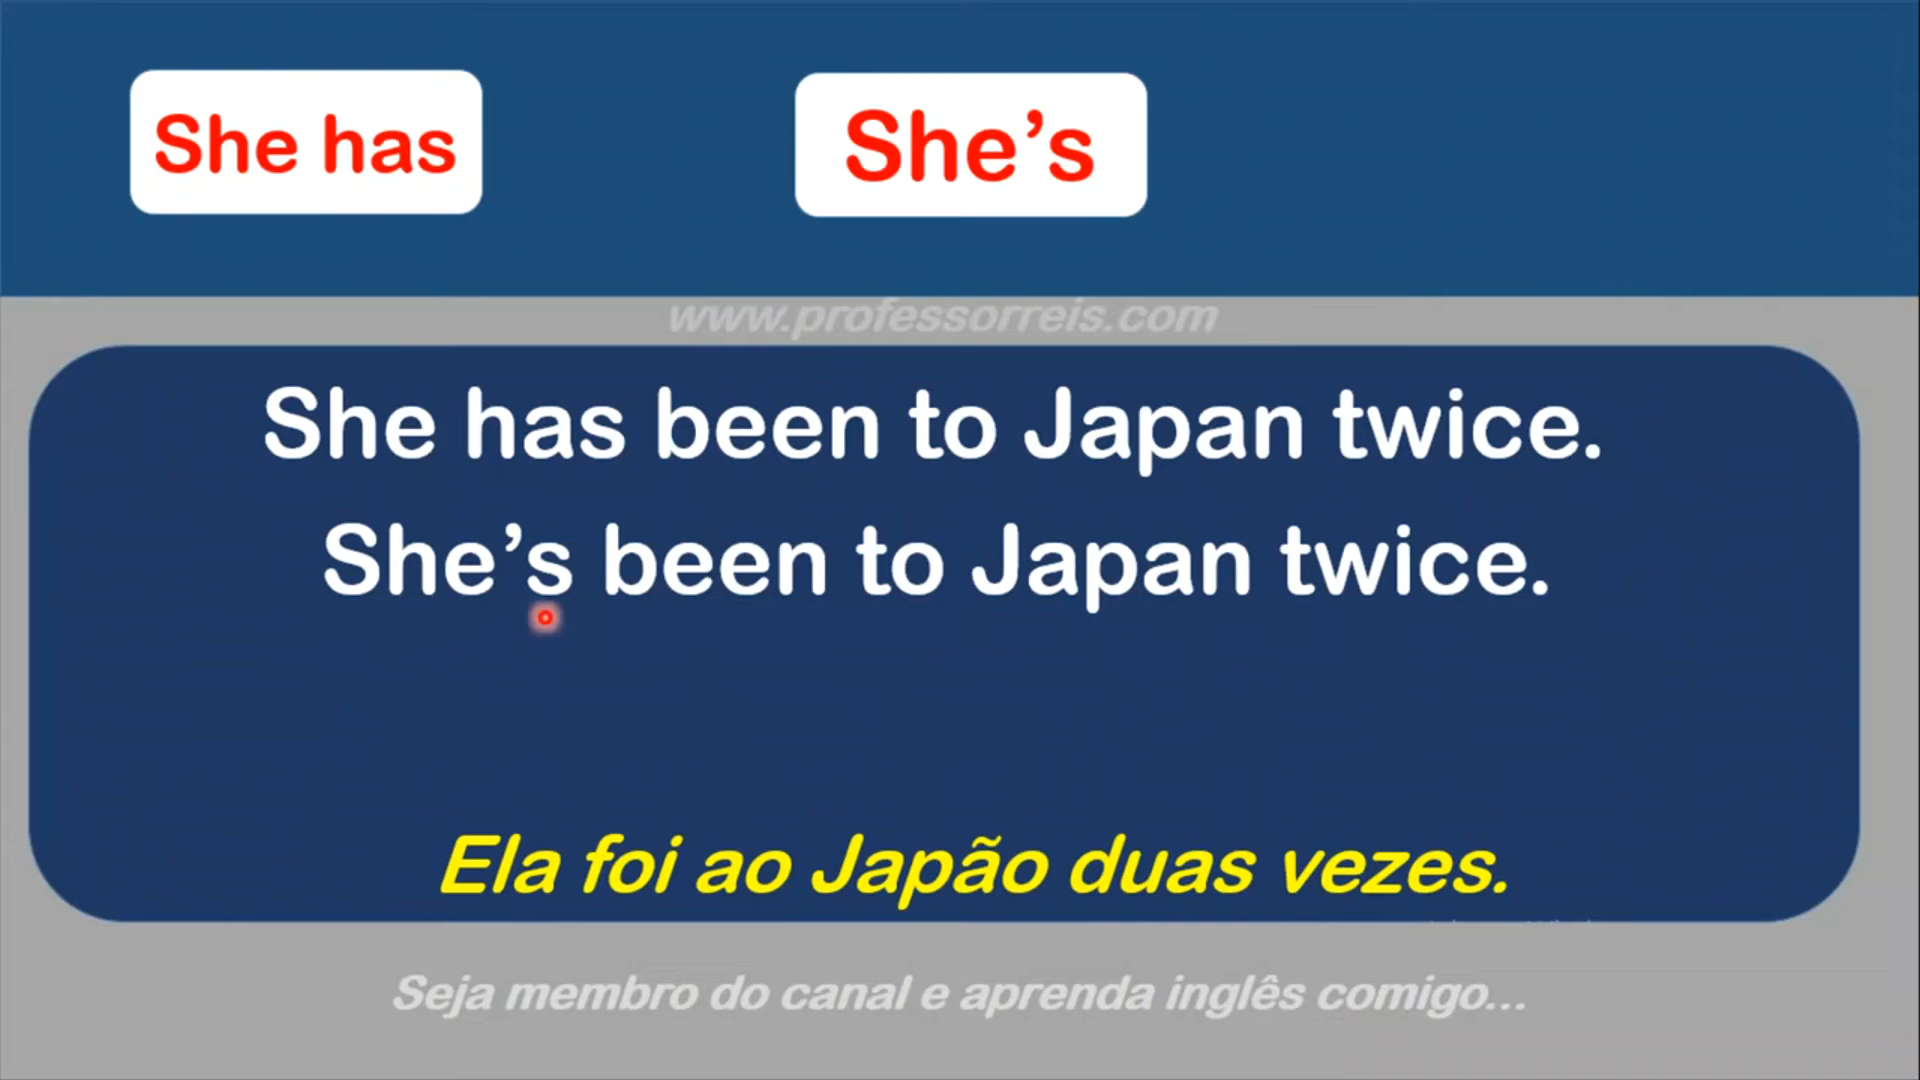 She has
She’s
www.professorreis.com
She has been to Japan twice.
She’s been to Japan twice.
Ela foi ao Japão duas vezes.
Seja membro do canal e aprenda inglês comigo...